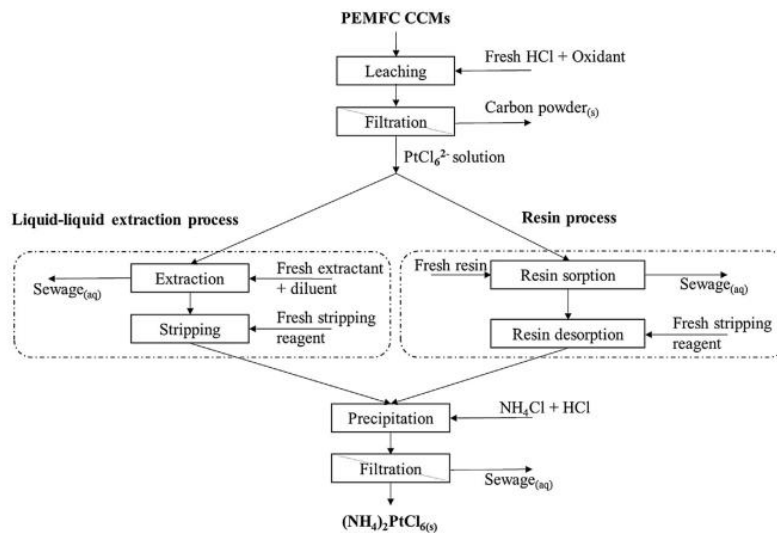 PEMFC CCMs
Fresh HCl + Oxidant
Leaching
Carbon powder(s)
Filtration
PtCl₆²⁻ solution
Liquid-liquid extraction process
Resin process
Extraction
Fresh extractant
+ diluent
Sewage(aq)
Stripping
Fresh stripping
reagent
Fresh resin
Resin sorption
Sewage(aq)
Resin desorption
Fresh stripping
reagent
Precipitation
NH₄Cl + HCl
Filtration
Sewage(aq)
(NH₄)₂PtCl₆(s)